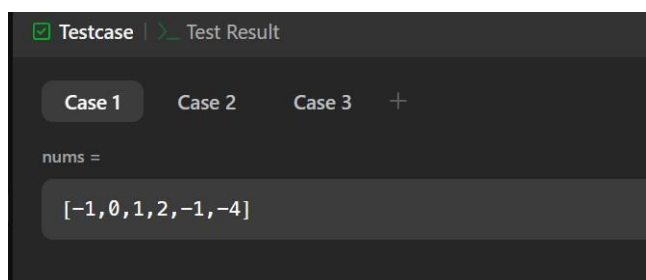 Testcase | >_ Test Result
Case 1 Case 2 Case 3 +
nums =
[-1,0,1,2,-1,-4]